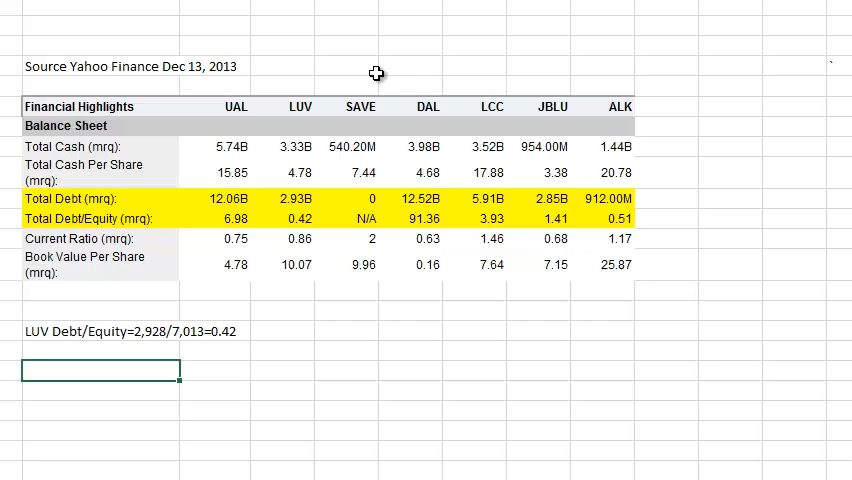 Source Yahoo Finance Dec 13, 2013
`
Financial Highlights UAL LUV SAVE DAL LCC JBLU ALK
Balance Sheet
Total Cash (mrq): 5.74B 3.33B 540.20M 3.98B 3.52B 954.00M 1.44B
Total Cash Per Share
(mrq): 15.85 4.78 7.44 4.68 17.88 3.38 20.78
Total Debt (mrq): 12.06B 2.93B 0 12.52B 5.91B 2.85B 912.00M
Total Debt/Equity (mrq): 6.98 0.42 N/A 91.36 3.93 1.41 0.51
Current Ratio (mrq): 0.75 0.86 2 0.63 1.46 0.68 1.17
Book Value Per Share
(mrq): 4.78 10.07 9.96 0.16 7.64 7.15 25.87
LUV Debt/Equity=2,928/7,013=0.42